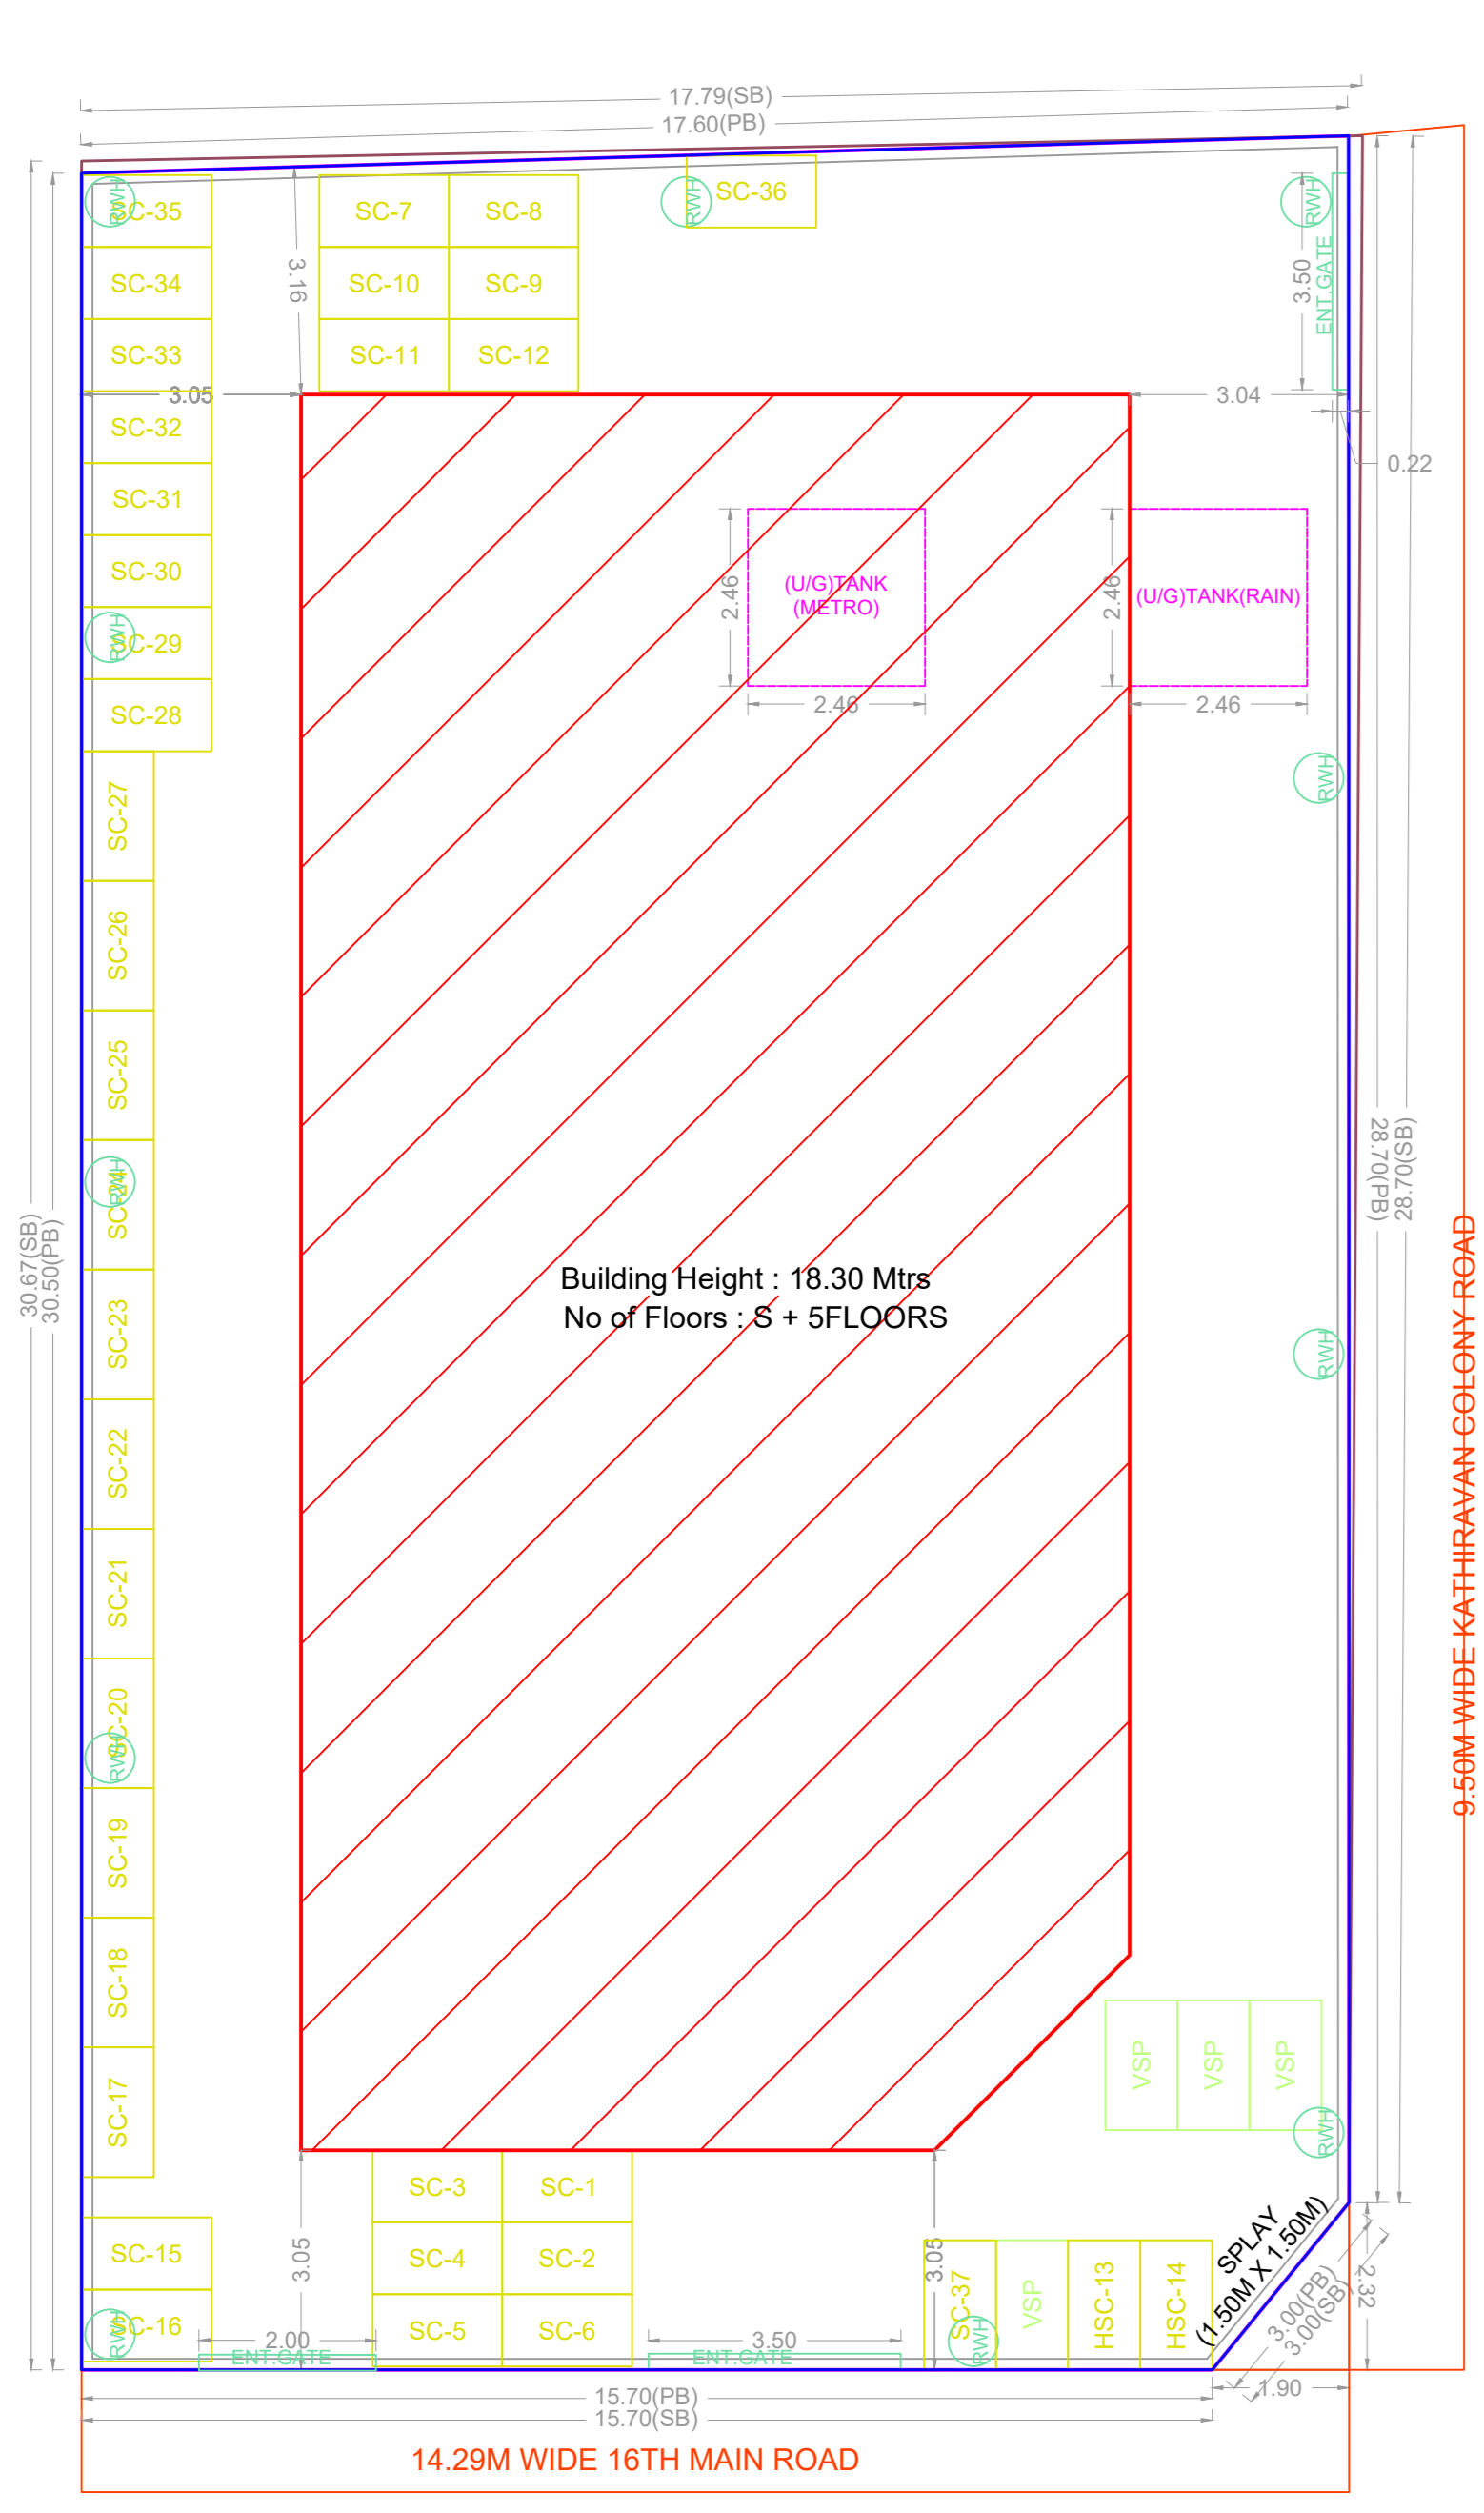 17.79(SB)
17.60(PB)
SC-35
RWH
SC-7
SC-8
RWH
SC-36
RWH
SC-34
3.16
SC-10
SC-9
3.50
ENT.GATE
SC-33
SC-11
SC-12
3.05
3.04
SC-32
0.22
SC-31
SC-30
2.46
(U/G)TANK
(METRO)
2.46
(U/G)TANK(RAIN)
RWH
SC-29
SC-28
2.46
2.46
RWH
SC-27
SC-26
SC-25
28.70(PB)
28.70(SB)
SC-24
RWH
30.67(SB)
30.50(PB)
Building Height : 18.30 Mtrs
No of Floors : S + 5FLOORS
SC-23
RWH
SC-22
9.50M WIDE KATHIRAVAN COLONY ROAD
SC-21
SC-20
RWH
SC-19
SC-18
SC-17
VSP
VSP
VSP
RWH
SC-3
SC-1
SC-15
3.05
SC-4
SC-2
3.05
SPLAY
(1.50M X 1.50M)
3.00(PB)
3.00(SB)
2.32
SC-16
RWH
2.00
ENT.GATE
SC-5
SC-6
3.50
ENT.GATE
SC-37
RWH
VSP
HSC-13
HSC-14
1.90
15.70(PB)
15.70(SB)
14.29M WIDE 16TH MAIN ROAD